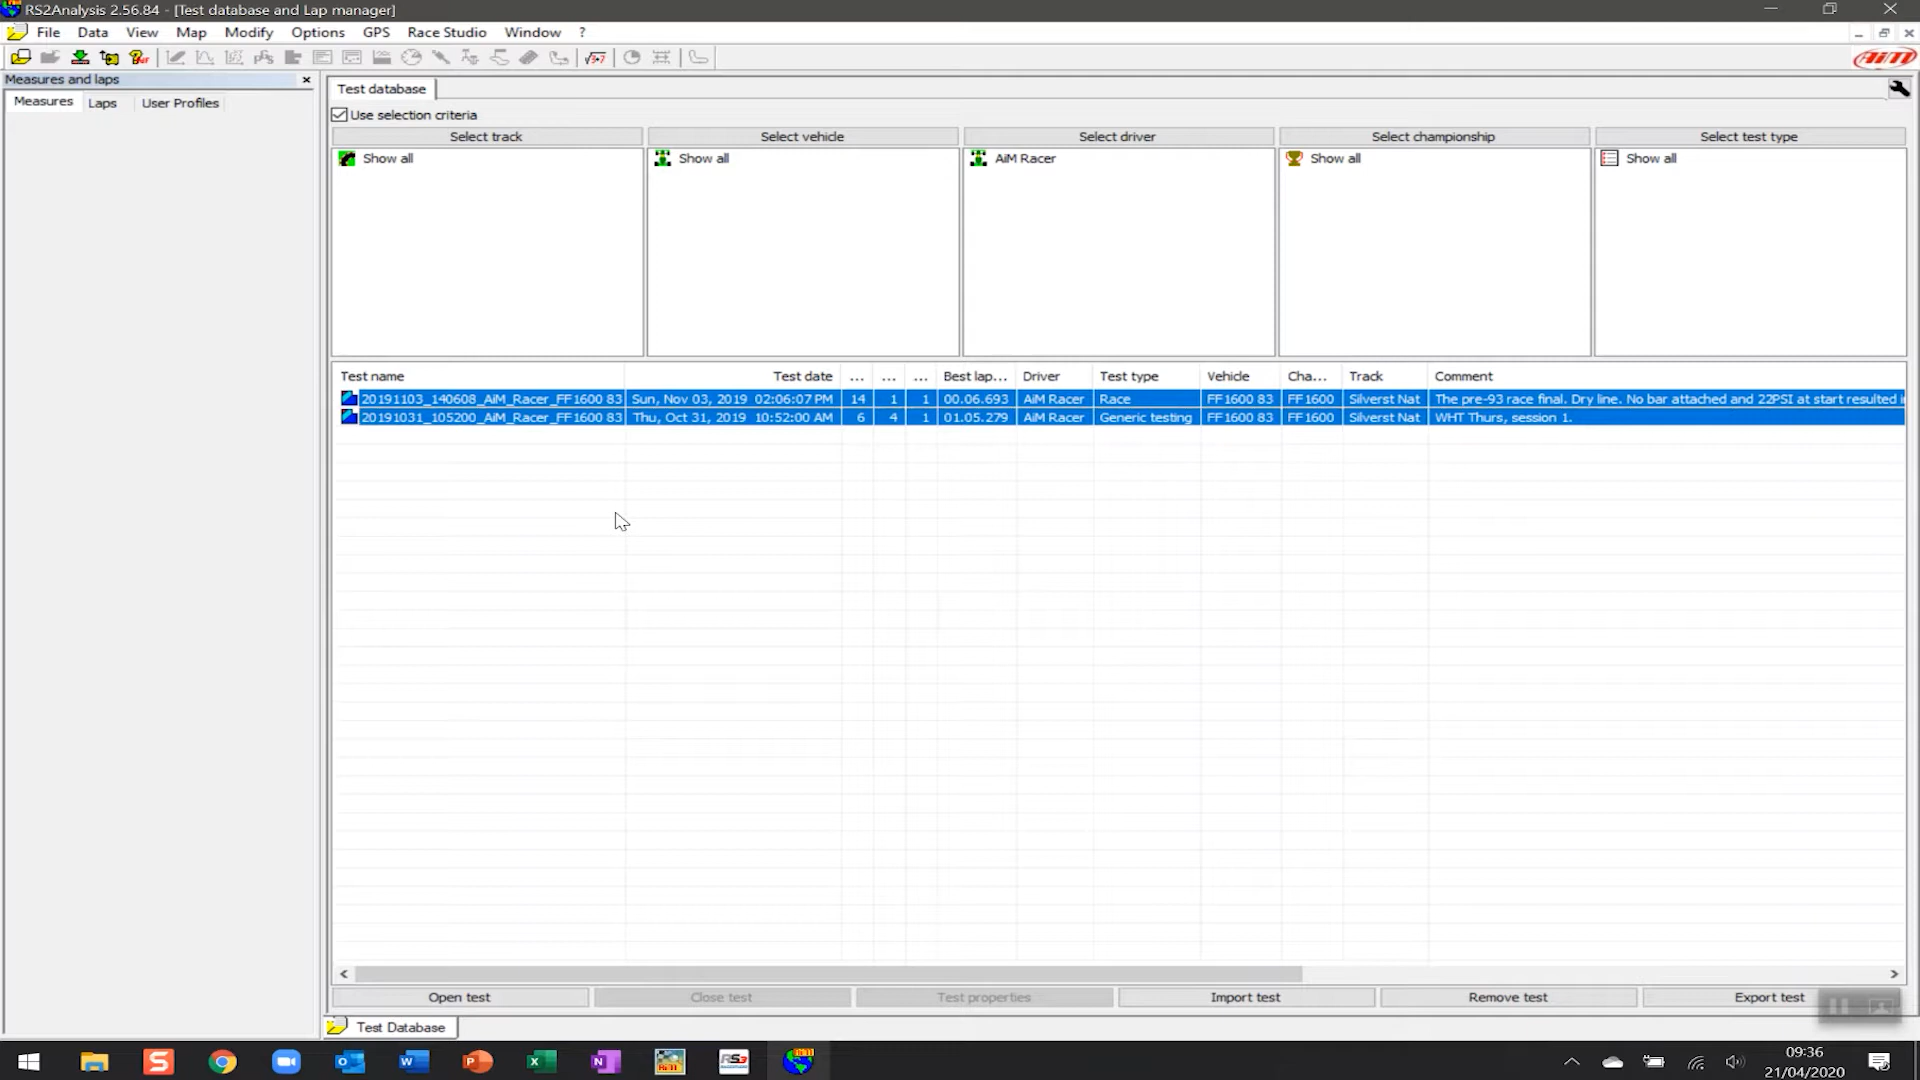 RS2Analysis 2.56.84 - [Test database and Lap manager]
File Data View Map Modify Options GPS Race Studio Window ?
Measures and laps
Measures Laps User Profiles
Test database
Use selection criteria
Select track Select vehicle Select driver Select championship Select test type
Show all Show all AiM Racer Show all Show all
Test name Test date ... ... ... Best lap... Driver Test type Vehicle Cha... Track Comment
20191103_140608_AiM_Racer_FF1600 83 Sun, Nov 03, 2019 02:06:07 PM 14 1 1 00.06.693 AiM Racer Race FF1600 83 FF1600 Silverst Nat The pre-93 race final. Dry line. No bar attached and 22PSI at start resulted i
20191031_105200_AiM_Racer_FF1600 83 Thu, Oct 31, 2019 10:52:00 AM 6 4 1 01.05.279 AiM Racer Generic testing FF1600 83 FF1600 Silverst Nat WHT Thurs, session 1.
Open test Close test Test properties Import test Remove test Export test
Test Database
09:36
21/04/2020